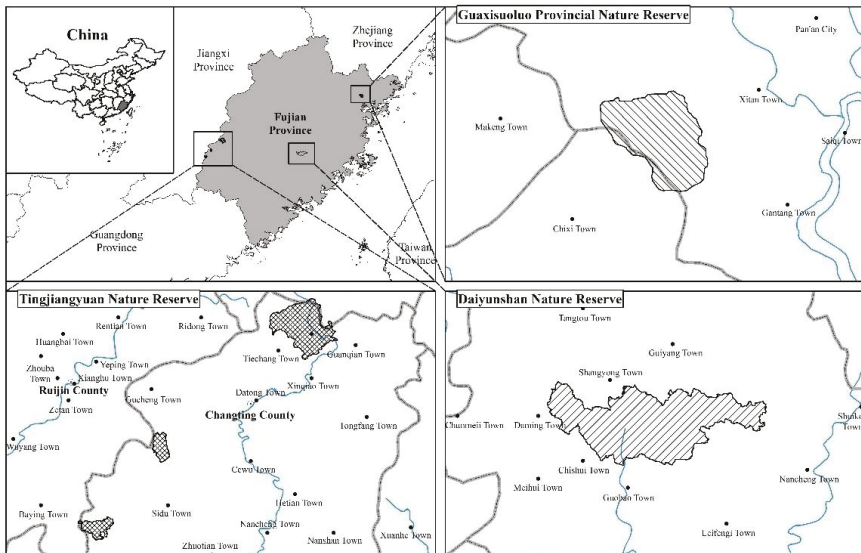 China
Zhejiang
Province
Jiangxi
Province
Fujian
Province
Guangdong
Province
Taiwan
Province
Guaxisuoluo Provincial Nature Reserve
Pan'an City
Xitan Town
Makeng Town
Saiqi Town
Gantang Town
Chixi Town
Tingjiangyuan Nature Reserve
Rentian Town
Ridong Town
Huangbai Town
Guanqian Town
Tiechang Town
Yeping Town
Zhouba
Town
Xianghu Town
Ruijin County
Gucheng Town
Xinqiao Town
Datong Town
Changting County
Tongfang Town
Wuyang Town
Cewu Town
Hetian Town
Baying Town
Sidu Town
Nanshan Town
Xuanhe Town
Zhuotian Town
Daiyunshan Nature Reserve
Tangtou Town
Guiyang Town
Shangyong Town
Daming Town
Chishui Town
Meihui Town
Nancheng Town
Town